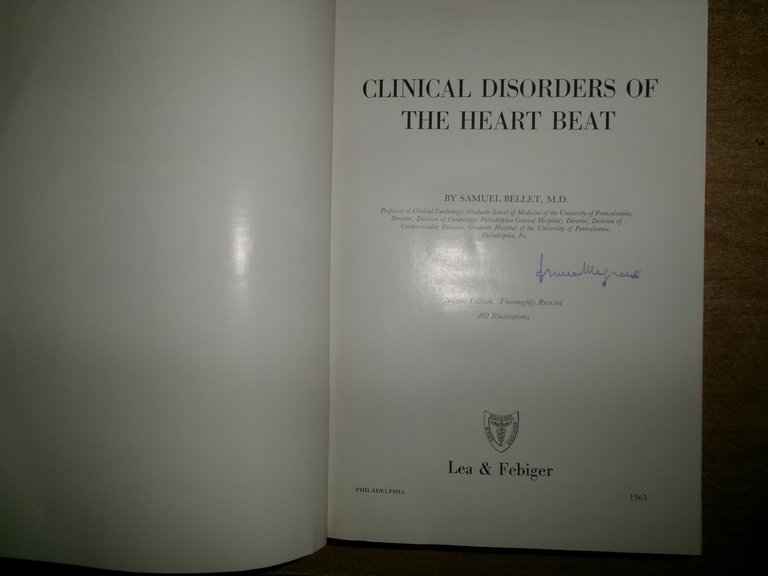 CLINICAL DISORDERS OF
THE HEART BEAT
BY SAMUEL BELLET, M.D.
Professor of Clinical Cardiology, Graduate School of Medicine of the University of Pennsylvania;
Director, Division of Cardiology, Philadelphia General Hospital; Director, Division of
Cardiovascular Diseases, Graduate Hospital of the University of Pennsylvania,
Philadelphia, Pa.
Second Edition, Thoroughly Revised
469 Illustrations
Lea & Febiger
PHILADELPHIA
1963